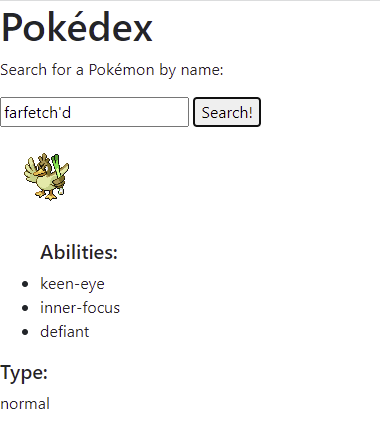 Pokédex
Search for a Pokémon by name:
farfetch'd Search!
Abilities:
keen-eye
inner-focus
defiant
Type:
normal